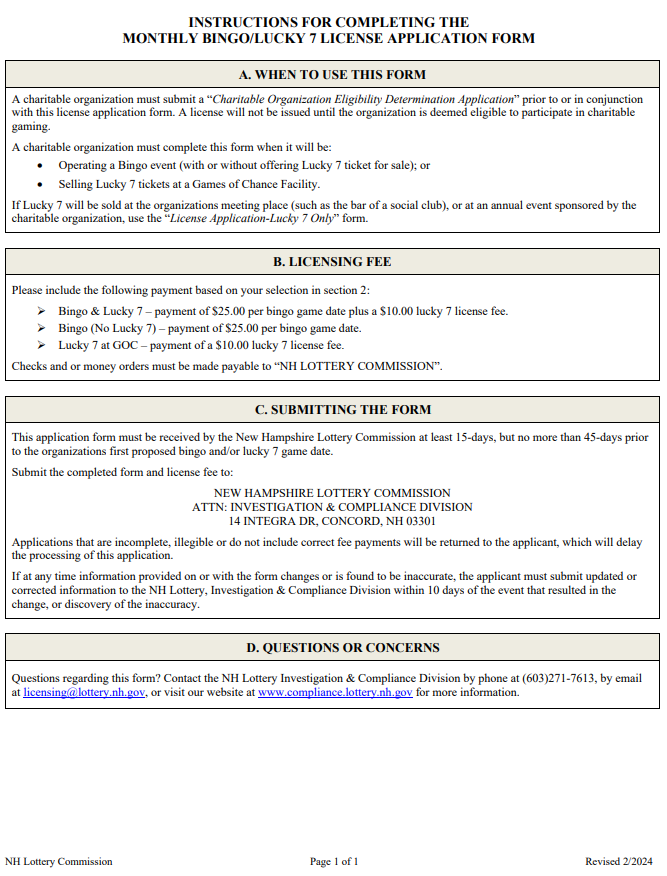 INSTRUCTIONS FOR COMPLETING THE
MONTHLY BINGO/LUCKY 7 LICENSE APPLICATION FORM
A. WHEN TO USE THIS FORM
A charitable organization must submit a “Charitable Organization Eligibility Determination Application” prior to or in conjunction
with this license application form. A license will not be issued until the organization is deemed eligible to participate in charitable
gaming.
A charitable organization must complete this form when it will be:
• Operating a Bingo event (with or without offering Lucky 7 ticket for sale); or
• Selling Lucky 7 tickets at a Games of Chance Facility.
If Lucky 7 will be sold at the organizations meeting place (such as the bar of a social club), or at an annual event sponsored by the
charitable organization, use the “License Application-Lucky 7 Only” form.
B. LICENSING FEE
Please include the following payment based on your selection in section 2:
➢ Bingo & Lucky 7 – payment of $25.00 per bingo game date plus a $10.00 lucky 7 license fee.
➢ Bingo (No Lucky 7) – payment of $25.00 per bingo game date.
➢ Lucky 7 at GOC – payment of a $10.00 lucky 7 license fee.
Checks and or money orders must be made payable to “NH LOTTERY COMMISSION”.
C. SUBMITTING THE FORM
This application form must be received by the New Hampshire Lottery Commission at least 15-days, but no more than 45-days prior
to the organizations first proposed bingo and/or lucky 7 game date.
Submit the completed form and license fee to:
NEW HAMPSHIRE LOTTERY COMMISSION
ATTN: INVESTIGATION & COMPLIANCE DIVISION
14 INTEGRA DR, CONCORD, NH 03301
Applications that are incomplete, illegible or do not include correct fee payments will be returned to the applicant, which will delay
the processing of this application.
If at any time information provided on or with the form changes or is found to be inaccurate, the applicant must submit updated or
corrected information to the NH Lottery, Investigation & Compliance Division within 10 days of the event that resulted in the
change, or discovery of the inaccuracy.
D. QUESTIONS OR CONCERNS
Questions regarding this form? Contact the NH Lottery Investigation & Compliance Division by phone at (603)271-7613, by email
at licensing@lottery.nh.gov, or visit our website at www.compliance.lottery.nh.gov for more information.
NH Lottery Commission Page 1 of 1 Revised 2/2024